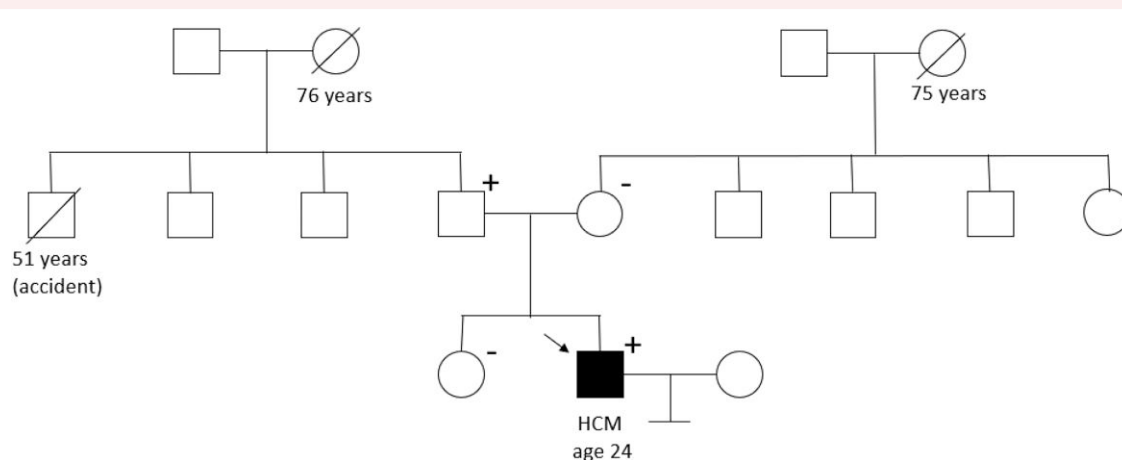 76 years
75 years
+
-
51 years
(accident)
-
+
HCM
age 24